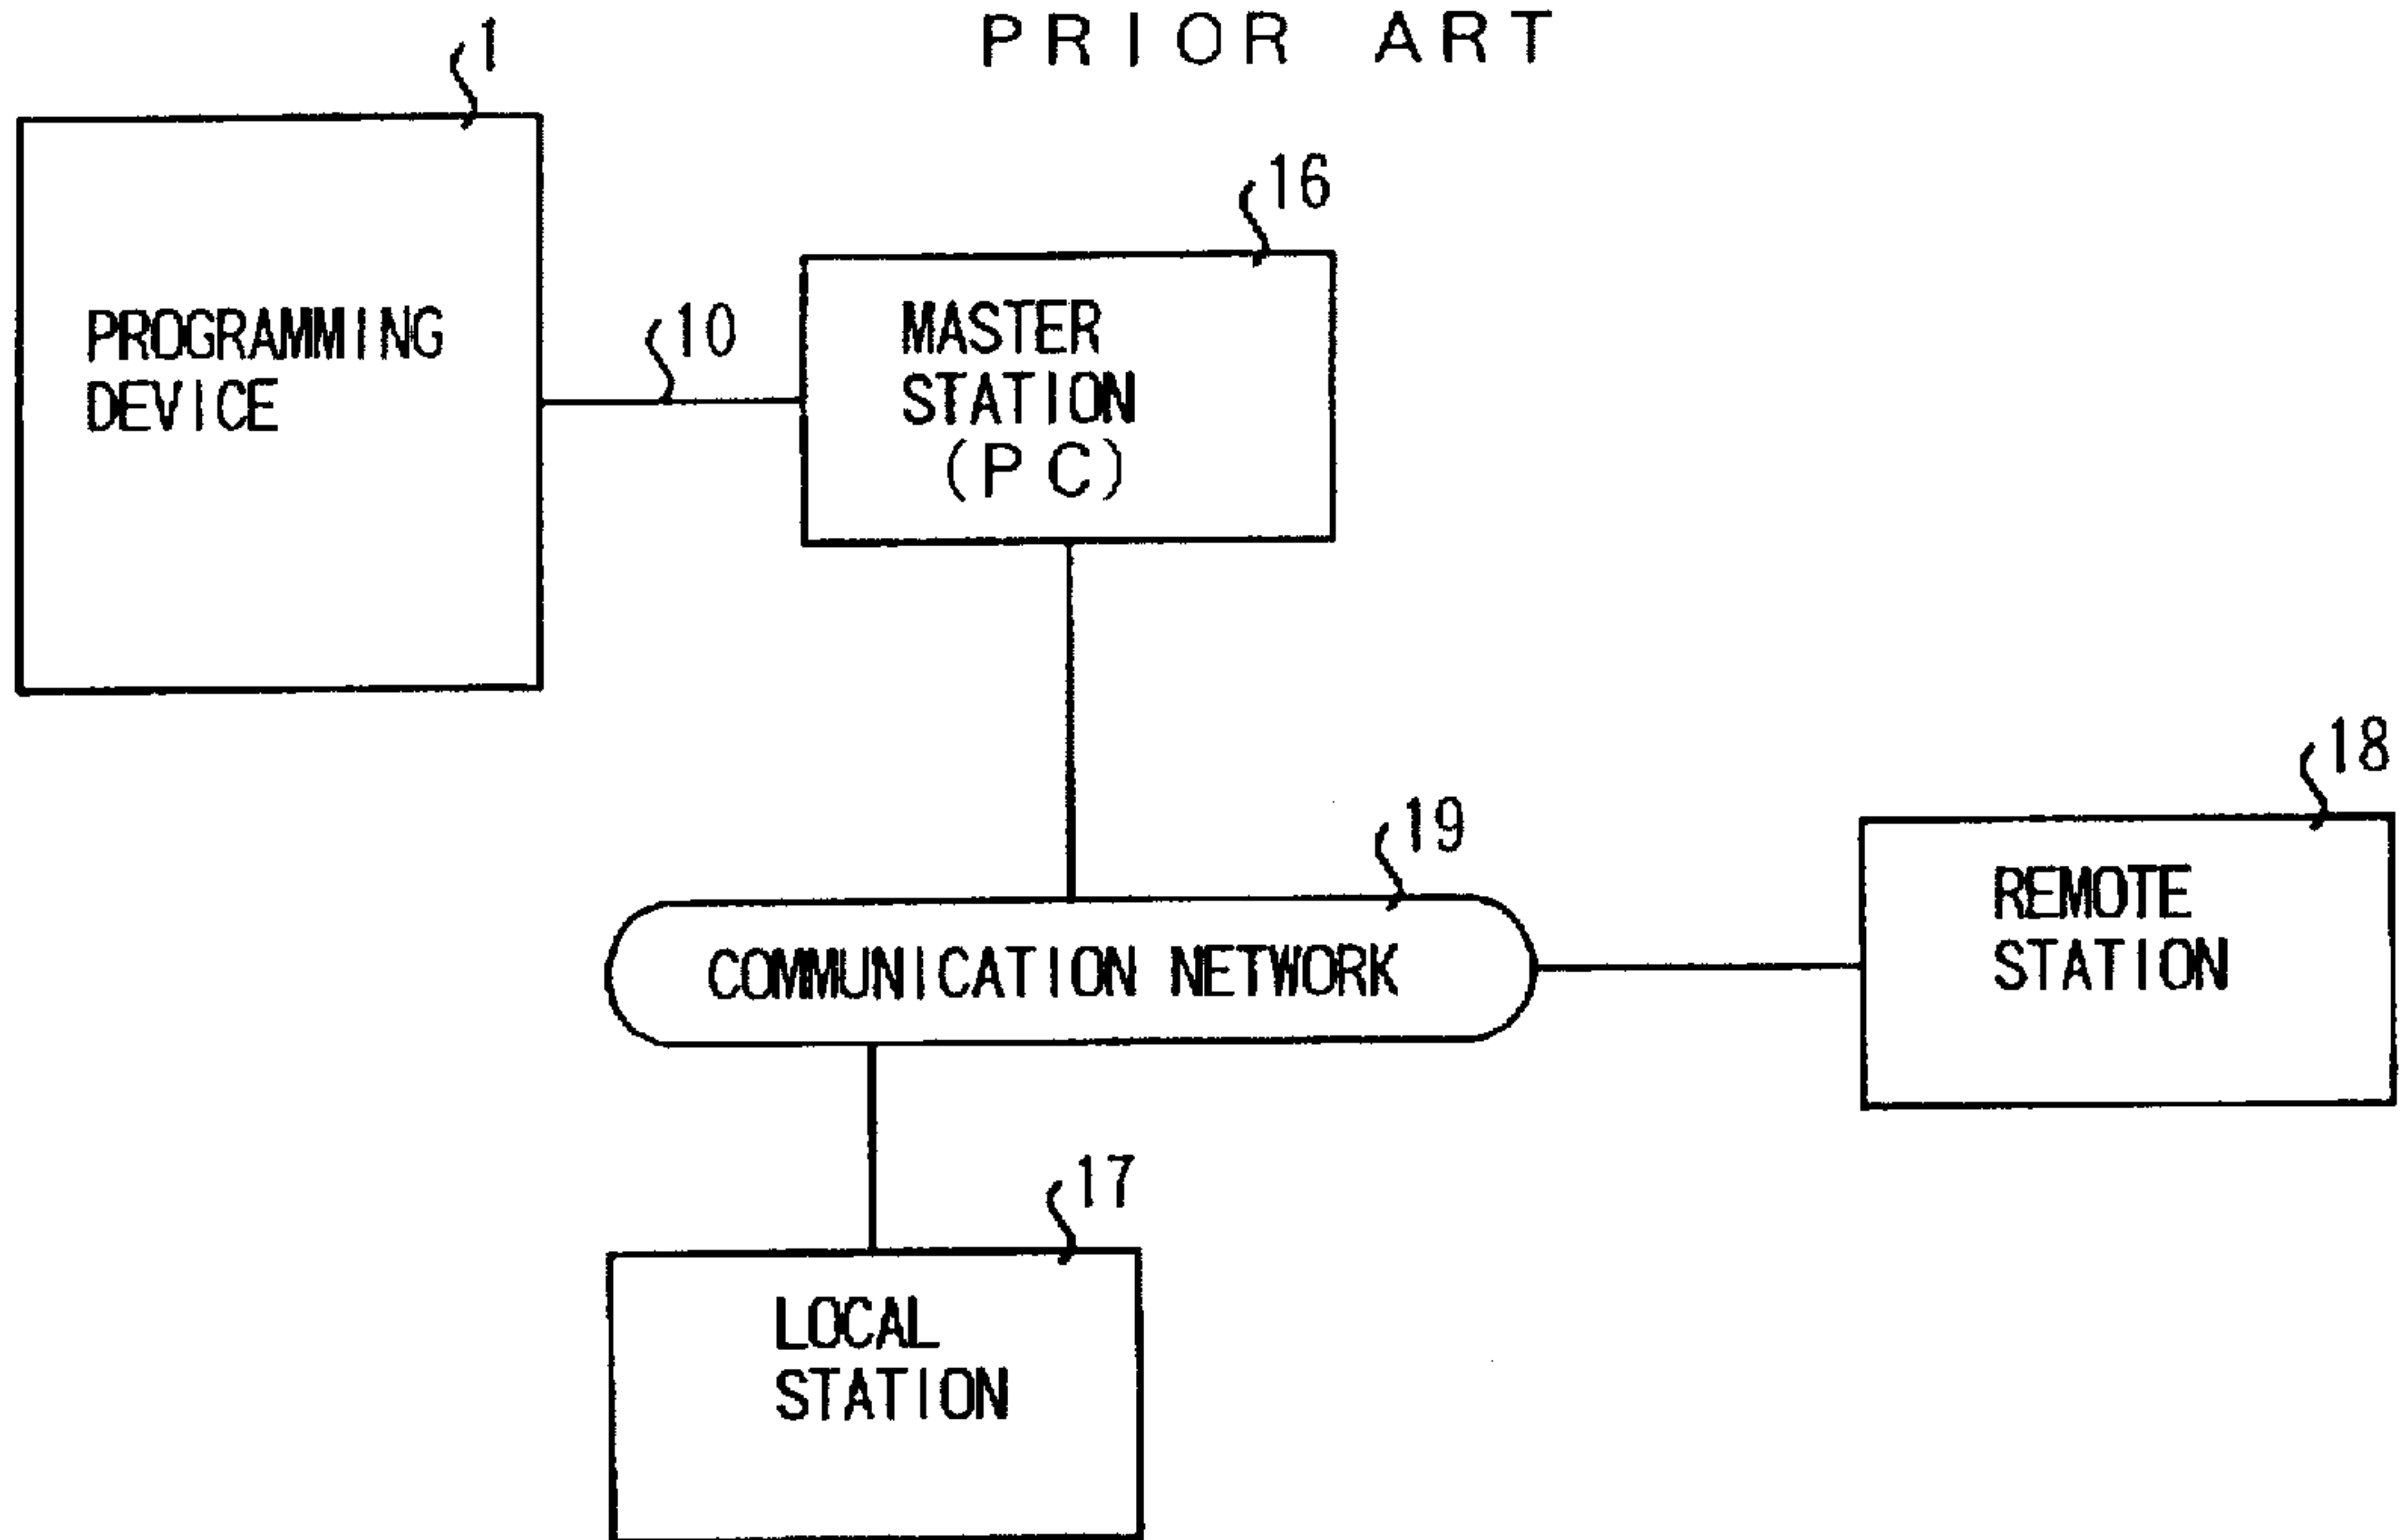 PRIOR ART
1
PROGRAMMING
DEVICE
10
16
MASTER
STATION
(PC)
19
COMMUNICATION NETWORK
18
REMOTE
STATION
17
LOCAL
STATION